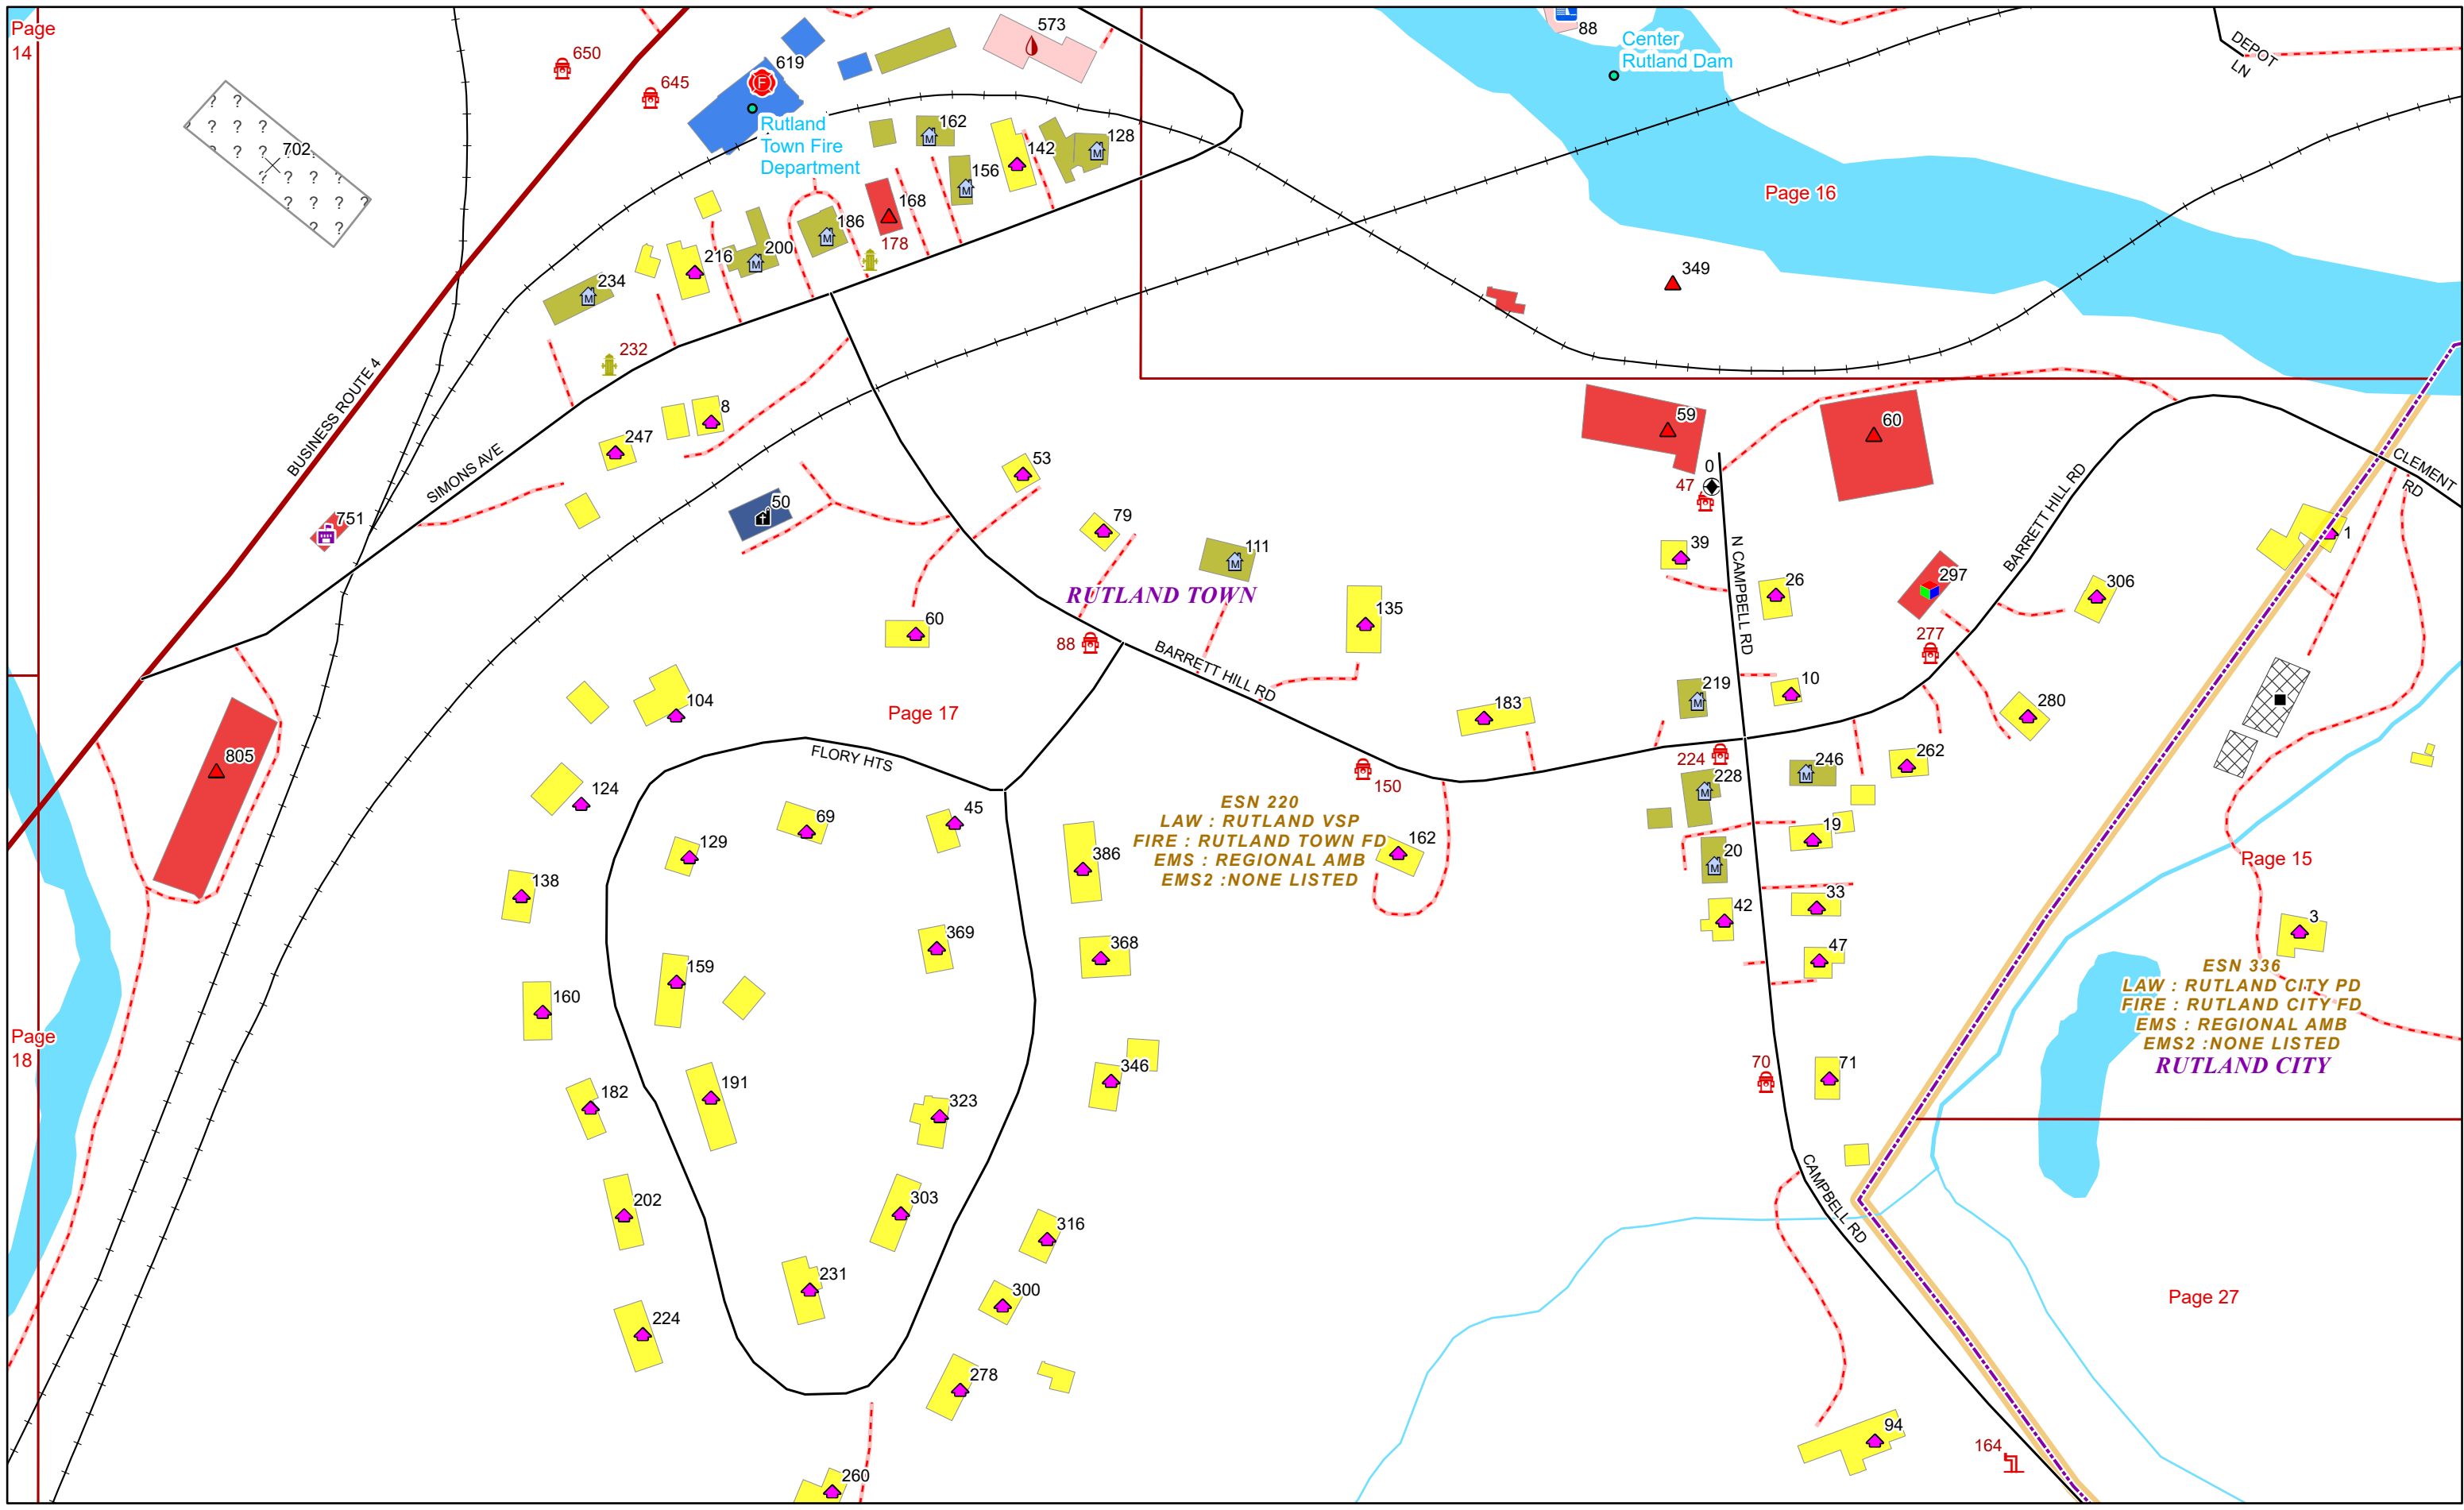 Page
14
650
645
619
573
88
Center
Rutland Dam
DEPOT
LN
702
Rutland
Town Fire
Department
162
156
142
128
168
178
186
200
216
234
Page 16
349
232
BUSINESS ROUTE 4
SIMONS AVE
8
247
53
50
751
79
111
59
60
0
47
CLEMENT
RD
1
39
N CAMPBELL RD
26
297
BARRETT HILL RD
306
RUTLAND TOWN
60
88
135
277
BARRETT HILL RD
104
Page 17
183
219
10
280
805
FLORY HTS
124
69
45
129
150
224
228
246
262
ESN 220
LAW : RUTLAND VSP
FIRE : RUTLAND TOWN FD
EMS : REGIONAL AMB
EMS2 :NONE LISTED
386
162
19
20
Page 15
138
33
42
369
368
47
3
159
160
ESN 336
LAW : RUTLAND CITY PD
FIRE : RUTLAND CITY FD
EMS : REGIONAL AMB
EMS2 :NONE LISTED
RUTLAND CITY
Page
18
346
70
71
182
191
323
202
303
CAMPBELL RD
316
231
300
Page 27
224
278
94
164
260
F
M
M
M
M
M
M
M
M
M
M
M
M
? ?
? ? ?
? ? ?
? ? ? ?
? ? ?
? ?